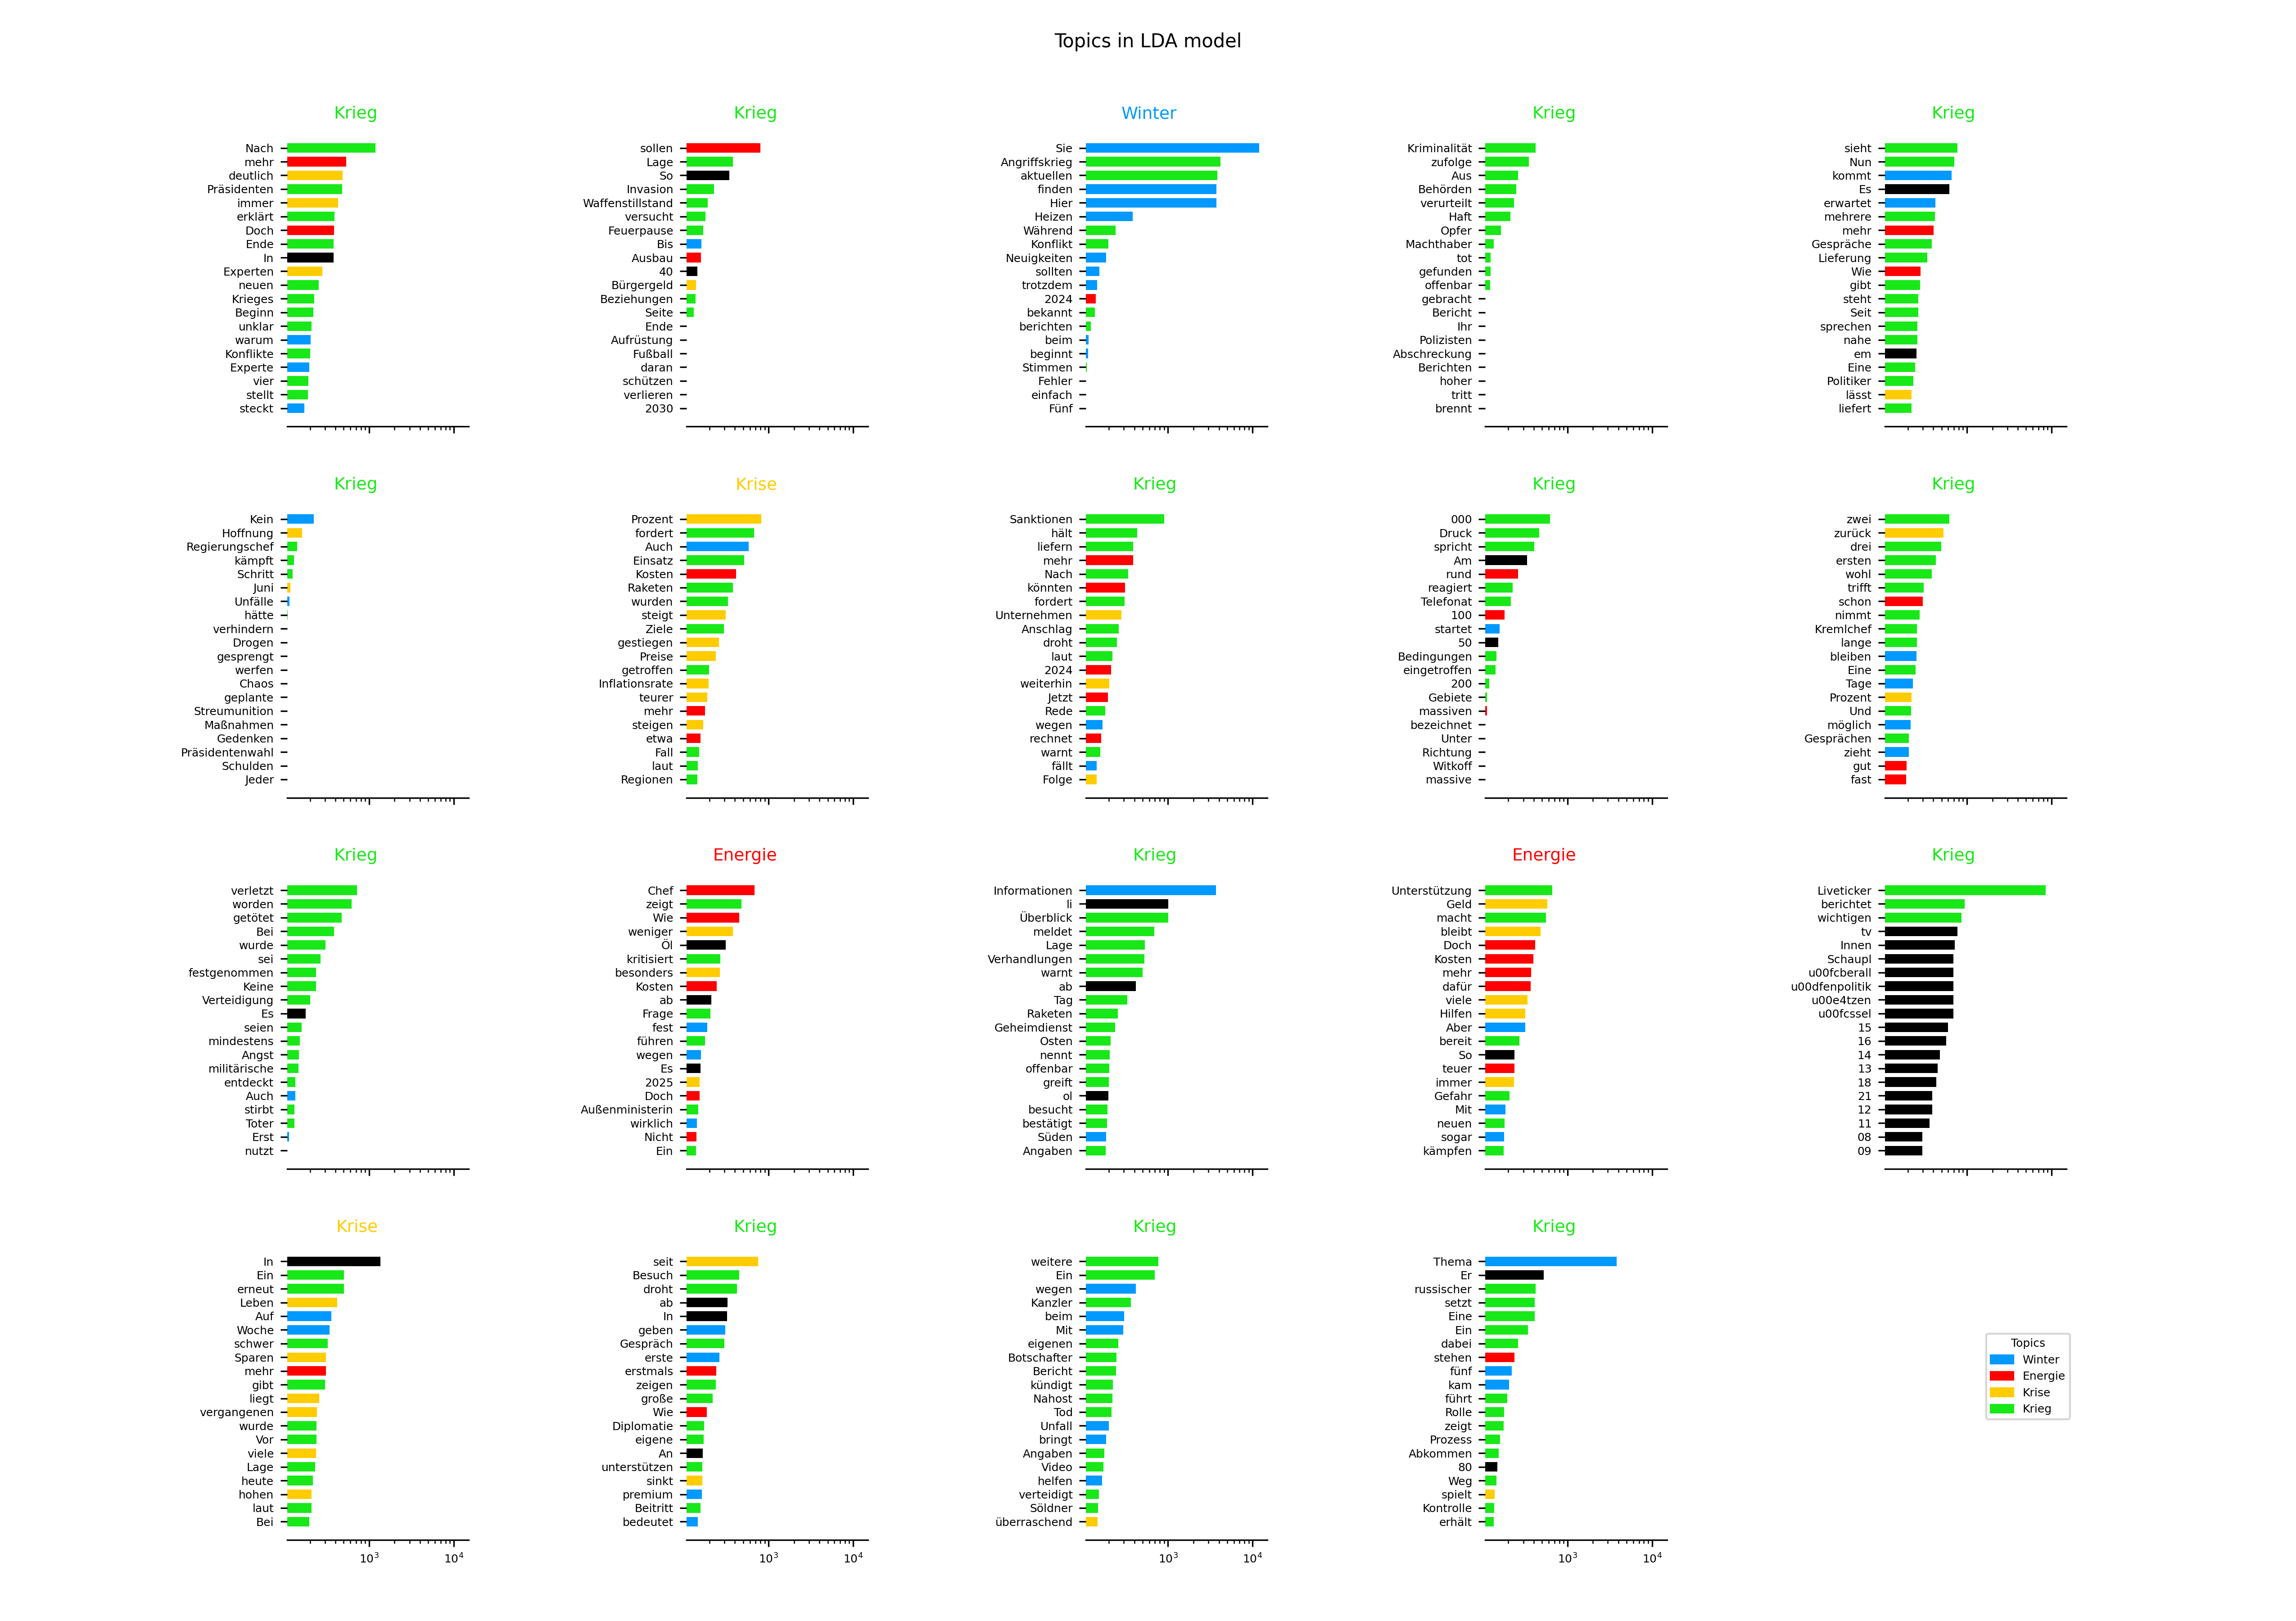 Topics in LDA model
Krieg
Nach
mehr
deutlich
Präsidenten
immer
erklärt
Doch
Ende
In
Experten
neuen
Krieges
Beginn
unklar
warum
Konflikte
Experte
vier
stellt
steckt
Krieg
sollen
Lage
So
Invasion
Waffenstillstand
versucht
Feuerpause
Bis
Ausbau
40
Bürgergeld
Beziehungen
Seite
Ende
Aufrüstung
Fußball
daran
schützen
verlieren
2030
Winter
Sie
Angriffskrieg
aktuellen
finden
Hier
Heizen
Während
Konflikt
Neuigkeiten
sollten
trotzdem
2024
bekannt
berichten
beim
beginnt
Stimmen
Fehler
einfach
Fünf
Krieg
Kriminalität
zufolge
Aus
Behörden
verurteilt
Haft
Opfer
Machthaber
tot
gefunden
offenbar
gebracht
Bericht
Ihr
Polizisten
Abschreckung
Berichten
hoher
tritt
brennt
Krieg
sieht
Nun
kommt
Es
erwartet
mehrere
mehr
Gespräche
Lieferung
Wie
gibt
steht
Seit
sprechen
nahe
em
Eine
Politiker
lässt
liefert
Krieg
Kein
Hoffnung
Regierungschef
kämpft
Schritt
Juni
Unfälle
hätte
verhindern
Drogen
gesprengt
werfen
Chaos
geplante
Streumunition
Maßnahmen
Gedenken
Präsidentenwahl
Schulden
Jeder
Krise
Prozent
fordert
Auch
Einsatz
Kosten
Raketen
wurden
steigt
Ziele
gestiegen
Preise
getroffen
Inflationsrate
teurer
mehr
steigen
etwa
Fall
laut
Regionen
Krieg
Sanktionen
hält
liefern
mehr
Nach
könnten
fordert
Unternehmen
Anschlag
droht
laut
2024
weiterhin
Jetzt
Rede
wegen
rechnet
warnt
fällt
Folge
Krieg
000
Druck
spricht
Am
rund
reagiert
Telefonat
100
startet
50
Bedingungen
eingetroffen
200
Gebiete
massiven
bezeichnet
Unter
Richtung
Witkoff
massive
Krieg
zwei
zurück
drei
ersten
wohl
trifft
schon
nimmt
Kremlchef
lange
bleiben
Eine
Tage
Prozent
Und
möglich
Gesprächen
zieht
gut
fast
Krieg
verletzt
worden
getötet
Bei
wurde
sei
festgenommen
Keine
Verteidigung
Es
seien
mindestens
Angst
militärische
entdeckt
Auch
stirbt
Toter
Erst
nutzt
Energie
Chef
zeigt
Wie
weniger
Öl
kritisiert
besonders
Kosten
ab
Frage
fest
führen
wegen
Es
2025
Doch
Außenministerin
wirklich
Nicht
Ein
Krieg
Informationen
li
Überblick
meldet
Lage
Verhandlungen
warnt
ab
Tag
Raketen
Geheimdienst
Osten
nennt
offenbar
greift
ol
besucht
bestätigt
Süden
Angaben
Energie
Unterstützung
Geld
macht
bleibt
Doch
Kosten
mehr
dafür
viele
Hilfen
Aber
bereit
So
teuer
immer
Gefahr
Mit
neuen
sogar
kämpfen
Krieg
Liveticker
berichtet
wichtigen
tv
Innen
Schaupl
u00fcberall
u00dfenpolitik
u00e4tzen
u00fcssel
15
16
14
13
18
21
12
11
08
09
Krise
In
Ein
erneut
Leben
Auf
Woche
schwer
Sparen
mehr
gibt
liegt
vergangenen
wurde
Vor
viele
Lage
heute
hohen
laut
Bei
10³ 10⁴
Krieg
seit
Besuch
droht
ab
In
geben
Gespräch
erste
erstmals
zeigen
große
Wie
Diplomatie
eigene
An
unterstützen
sinkt
premium
Beitritt
bedeutet
10³ 10⁴
Krieg
weitere
Ein
wegen
Kanzler
beim
Mit
eigenen
Botschafter
Bericht
kündigt
Nahost
Tod
Unfall
bringt
Angaben
Video
helfen
verteidigt
Söldner
überraschend
10³ 10⁴
Krieg
Thema
Er
russischer
setzt
Eine
Ein
dabei
stehen
fünf
kam
führt
Rolle
zeigt
Prozess
Abkommen
80
Weg
spielt
Kontrolle
erhält
10³ 10⁴
Topics
Winter
Energie
Krise
Krieg